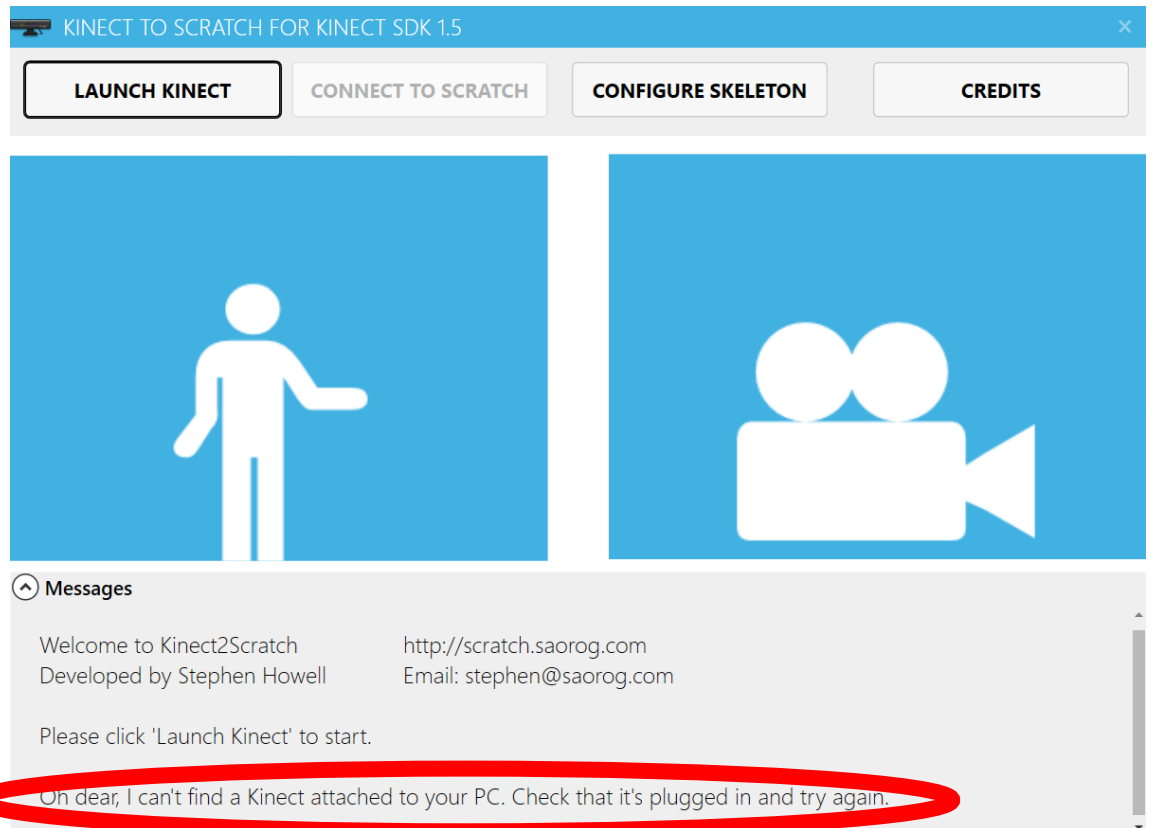 KINECT TO SCRATCH FOR KINECT SDK 1.5
LAUNCH KINECT
CONNECT TO SCRATCH
CONFIGURE SKELETON
CREDITS
Messages
Welcome to Kinect2Scratch http://scratch.saorog.com
Developed by Stephen Howell Email: stephen@saorog.com
Please click 'Launch Kinect' to start.
Oh dear, I can't find a Kinect attached to your PC. Check that it's plugged in and try again.